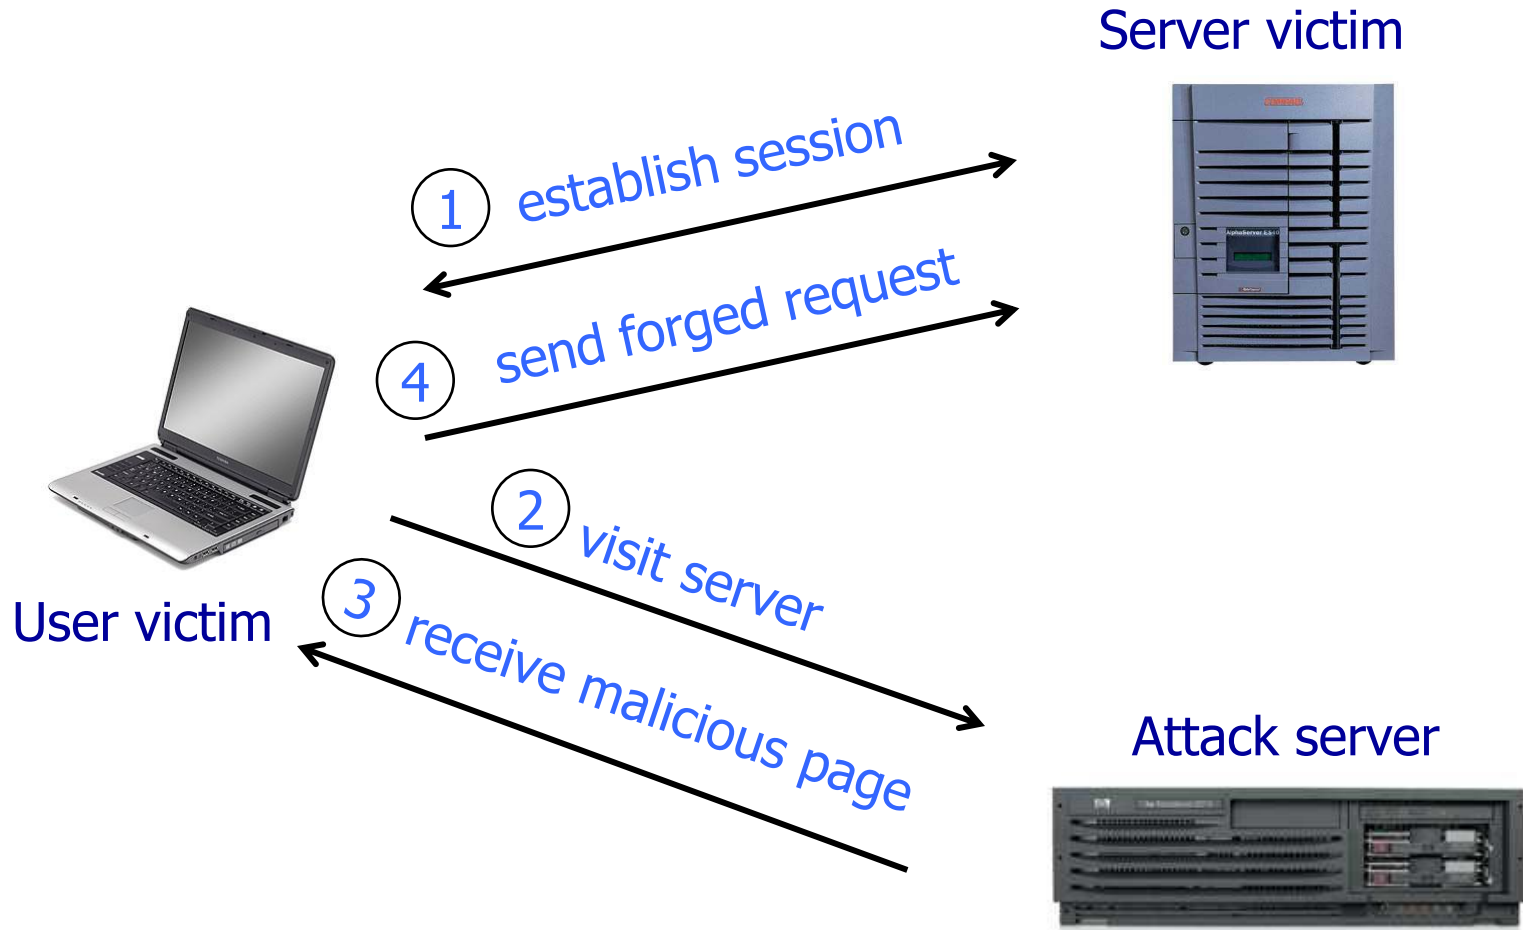 Server victim
1 establish session
4 send forged request
2 visit server
3 receive malicious page
User victim
Attack server